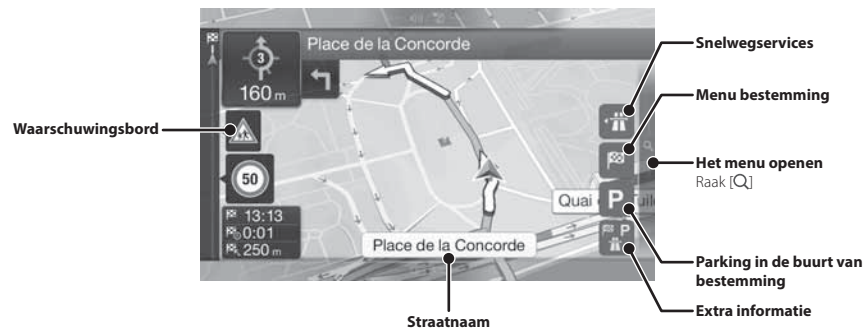 Place de la Concorde
3
160 m
50
13:13
0:01
250 m
Place de la Concorde
Quai
P
P
Waarschuwingsbord
Straatnaam
Snelwegservices
Menu bestemming
Het menu openen
Raak [ ]
Parking in de buurt van
bestemming
Extra informatie